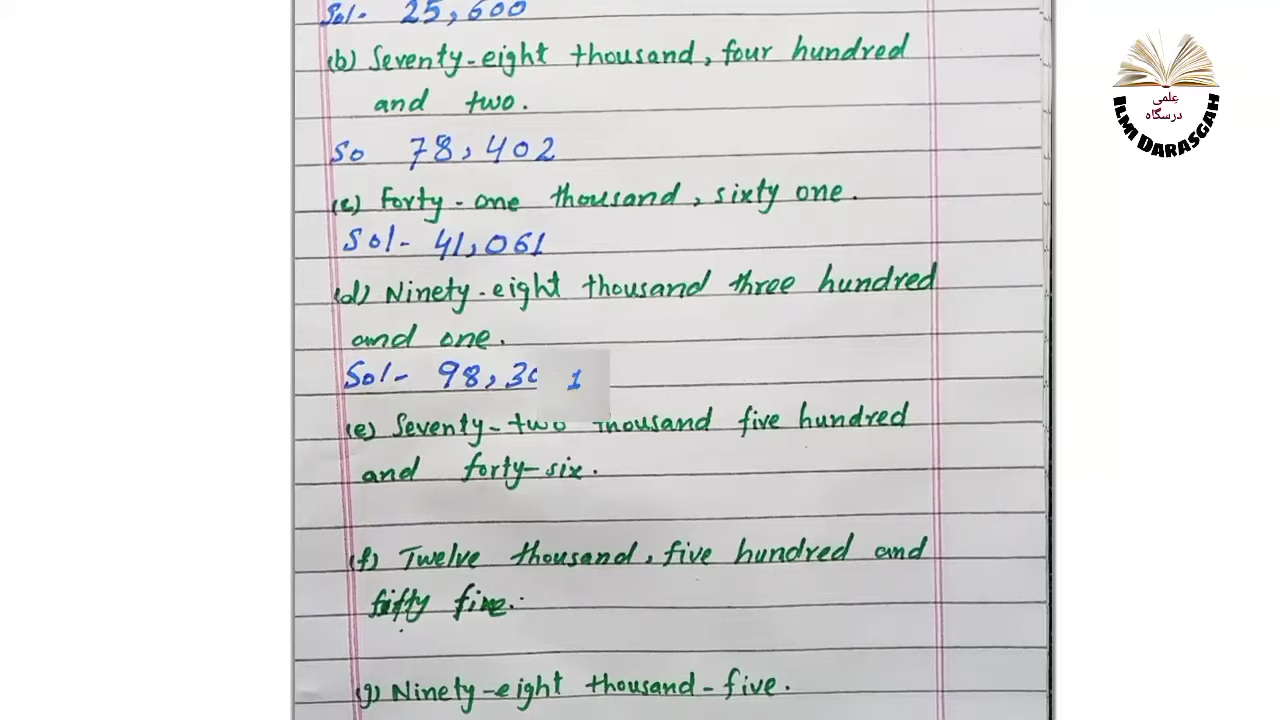 Sol- 25,600
(b) Seventy-eight thousand, four hundred
and two.
So 78,402
(c) Forty-one thousand, sixty one.
Sol- 41,061
(d) Ninety-eight thousand three hundred
and one.
Sol- 98,30 1
(e) Seventy-two thousand five hundred
and forty-six.
(f) Twelve thousand, five hundred and
fifty five.
(g) Ninety-eight thousand-five.
علمی
درسگاہ
ILMI DARASGAH